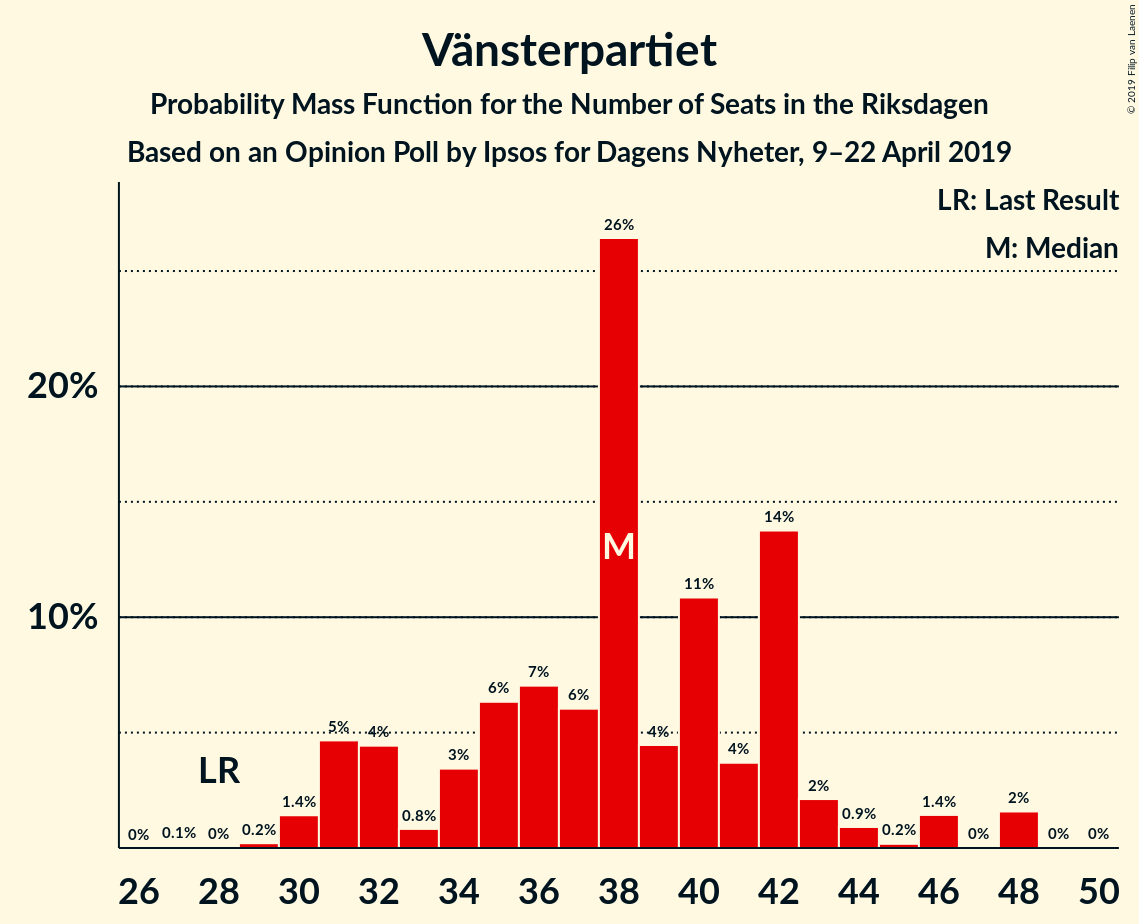 Vänsterpartiet
Probability Mass Function for the Number of Seats in the Riksdagen
Based on an Opinion Poll by Ipsos for Dagens Nyheter, 9–22 April 2019
© 2019 Filip van Laenen
LR: Last Result
M: Median
20%
10%
0% 0.1% 0% 0.2% 1.4% 5% 4% 0.8% 3% 6% 7% 6% 26% 4% 11% 4% 14% 2% 0.9% 0.2% 1.4% 0% 2% 0% 0%
LR
M
26 28 30 32 34 36 38 40 42 44 46 48 50